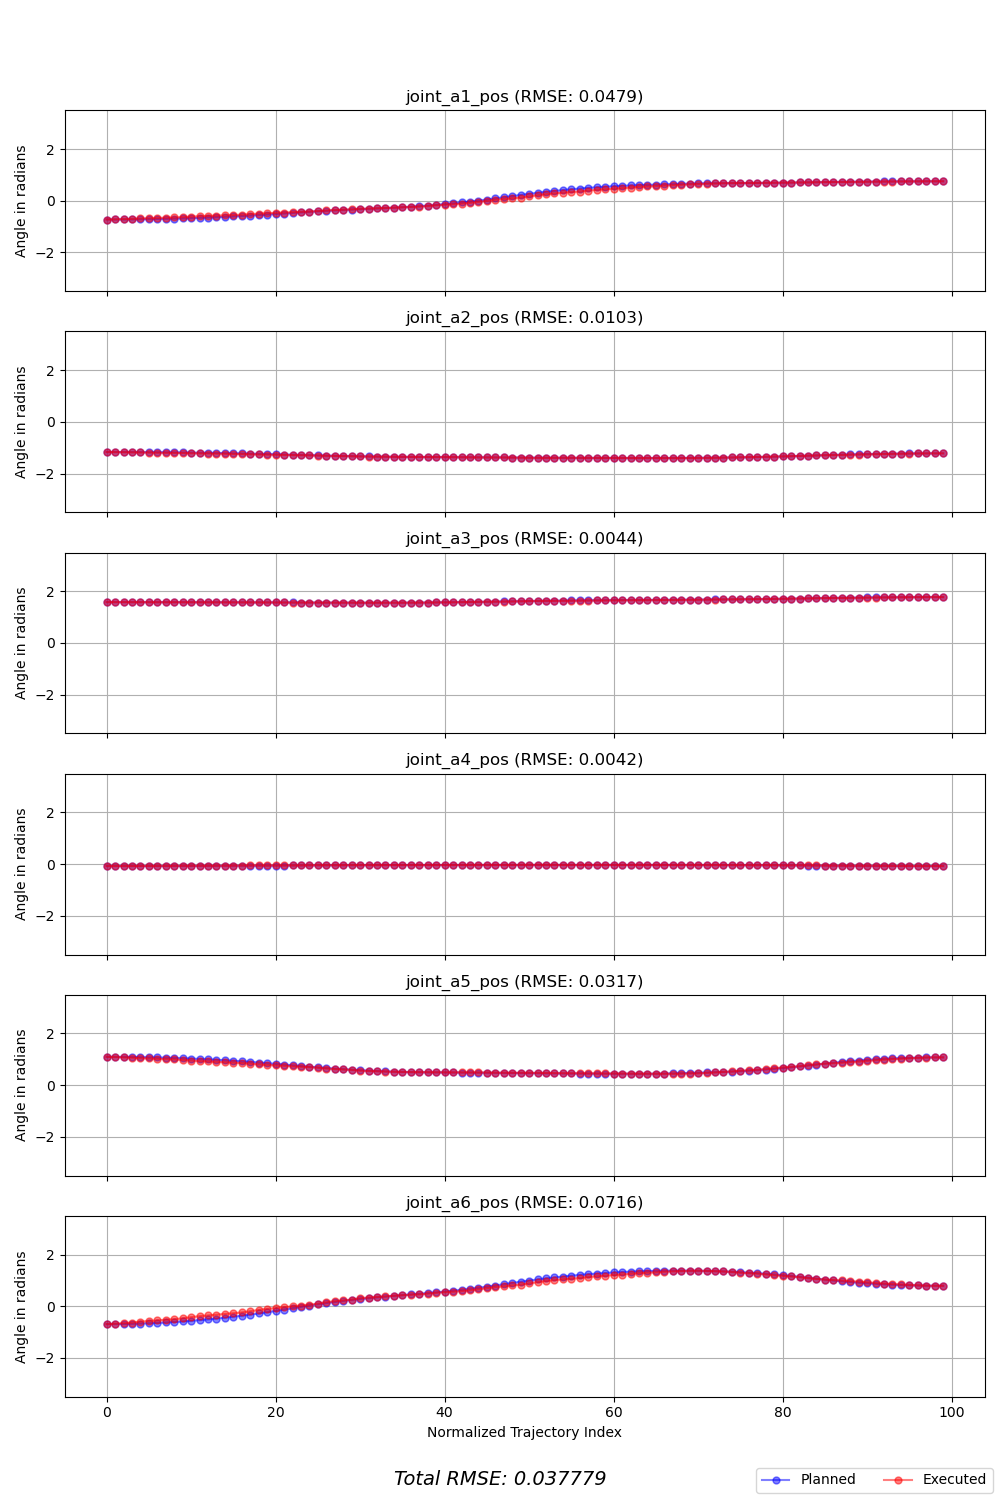 joint_a1_pos (RMSE: 0.0479)
Angle in radians
2
0
−2
joint_a2_pos (RMSE: 0.0103)
Angle in radians
2
0
−2
joint_a3_pos (RMSE: 0.0044)
Angle in radians
2
0
−2
joint_a4_pos (RMSE: 0.0042)
Angle in radians
2
0
−2
joint_a5_pos (RMSE: 0.0317)
Angle in radians
2
0
−2
joint_a6_pos (RMSE: 0.0716)
Angle in radians
2
0
−2
0 20 40 60 80 100
Normalized Trajectory Index
Total RMSE: 0.037779
Planned Executed